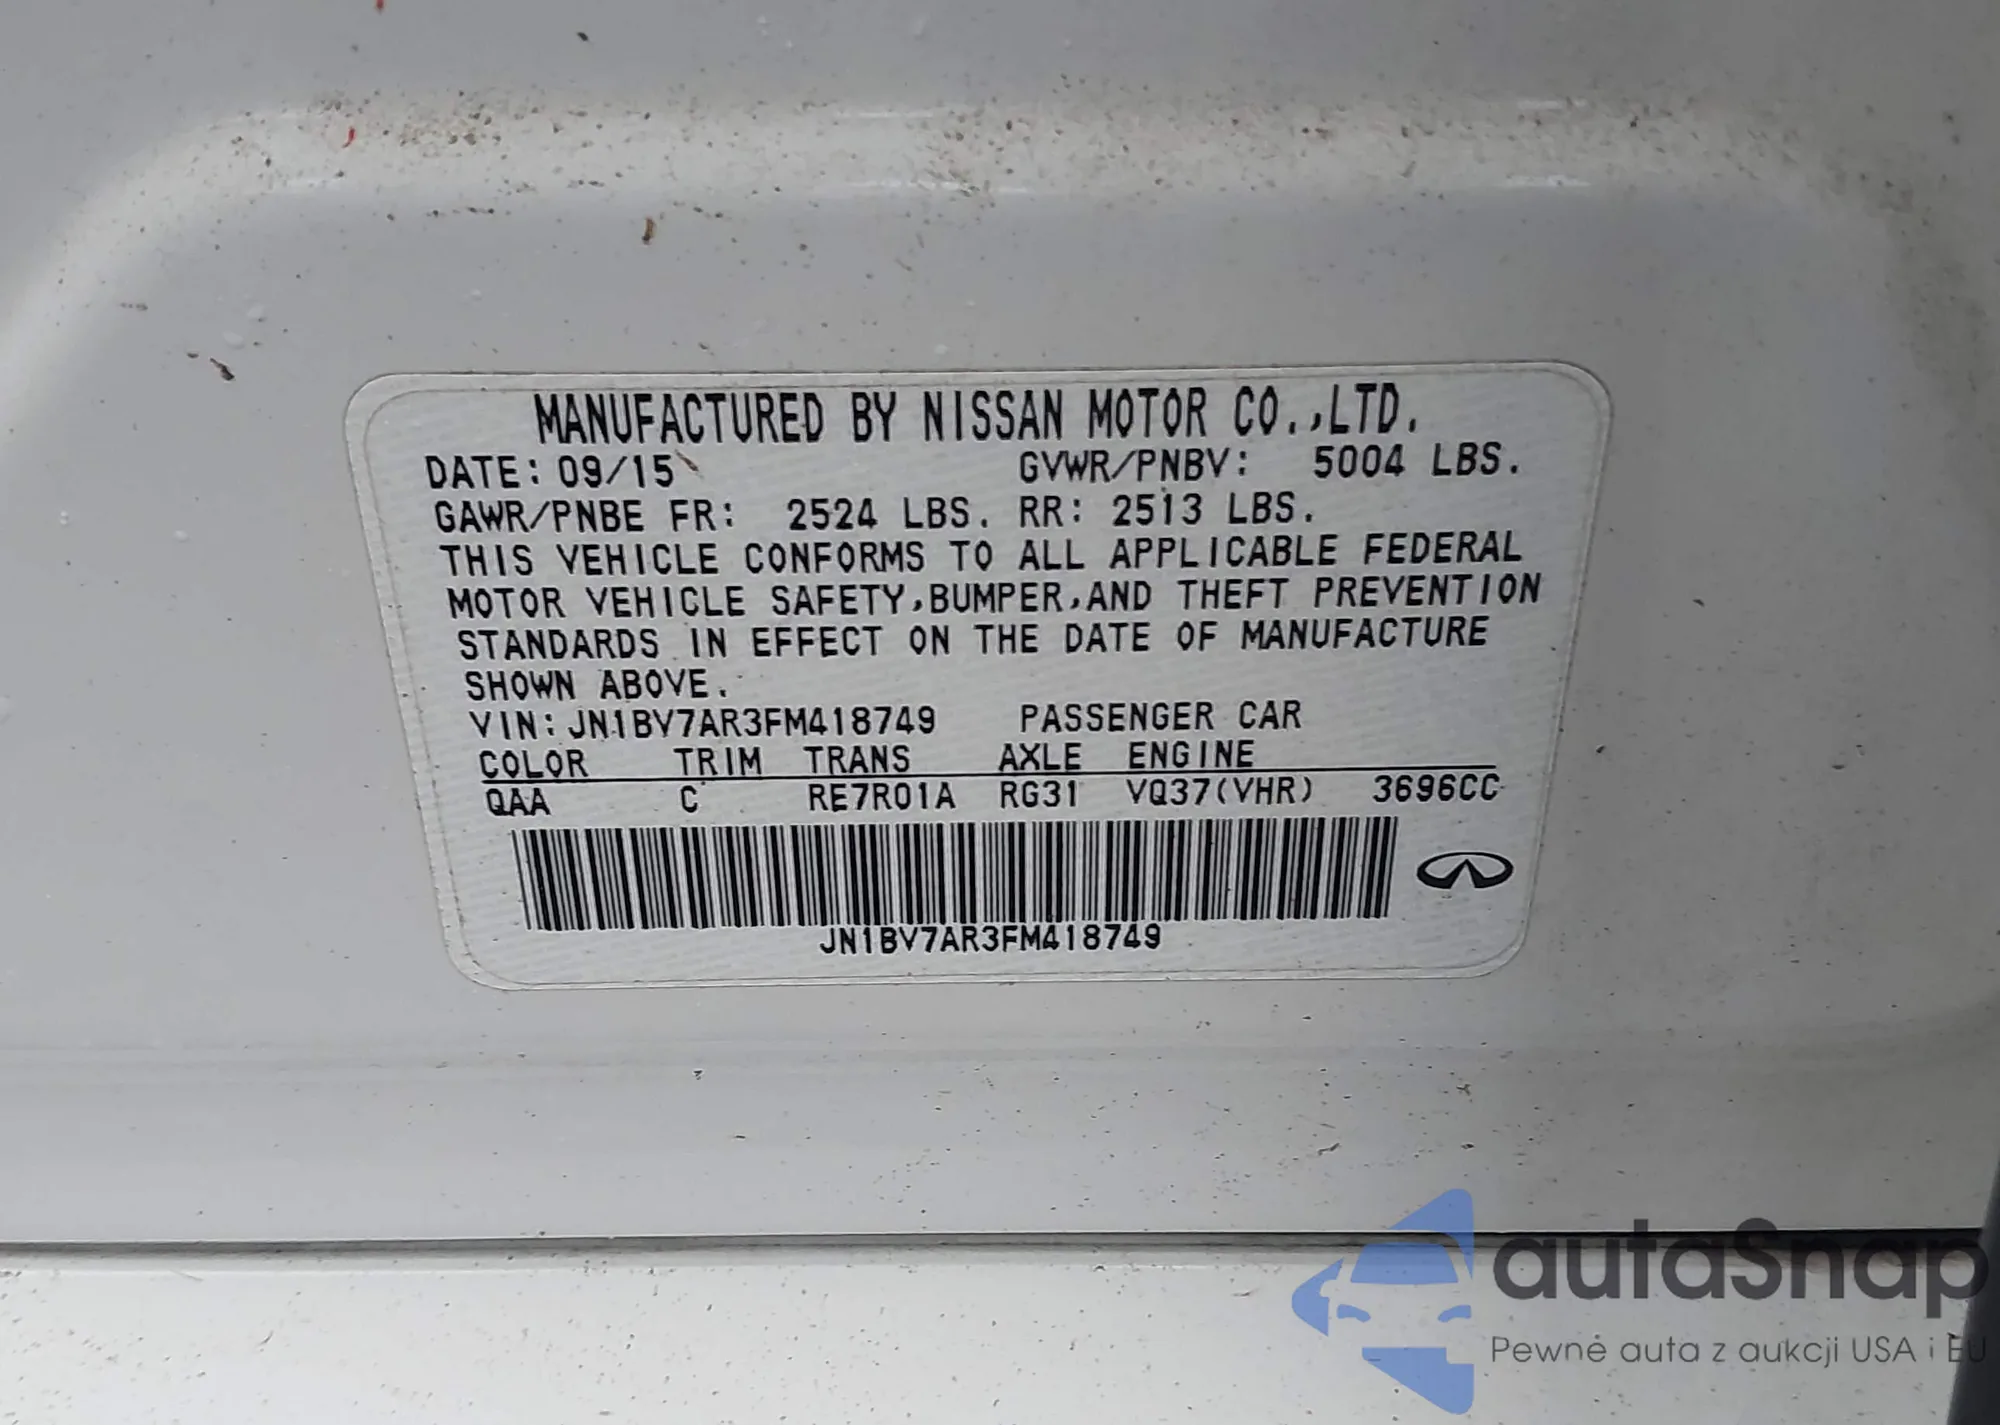 MANUFACTURED BY NISSAN MOTOR CO.,LTD.
DATE: 09/15 GVWR/PNBV: 5004 LBS.
GAWR/PNBE FR: 2524 LBS. RR: 2513 LBS.
THIS VEHICLE CONFORMS TO ALL APPLICABLE FEDERAL
MOTOR VEHICLE SAFETY,BUMPER,AND THEFT PREVENTION
STANDARDS IN EFFECT ON THE DATE OF MANUFACTURE
SHOWN ABOVE.
VIN: JN1BV7AR3FM418749 PASSENGER CAR
COLOR TRIM TRANS AXLE ENGINE
QAA C RE7R01A RG31 VQ37(VHR) 3696CC
JN1BV7AR3FM418749
autaSnap
Pewne auta z aukcji USA i EU